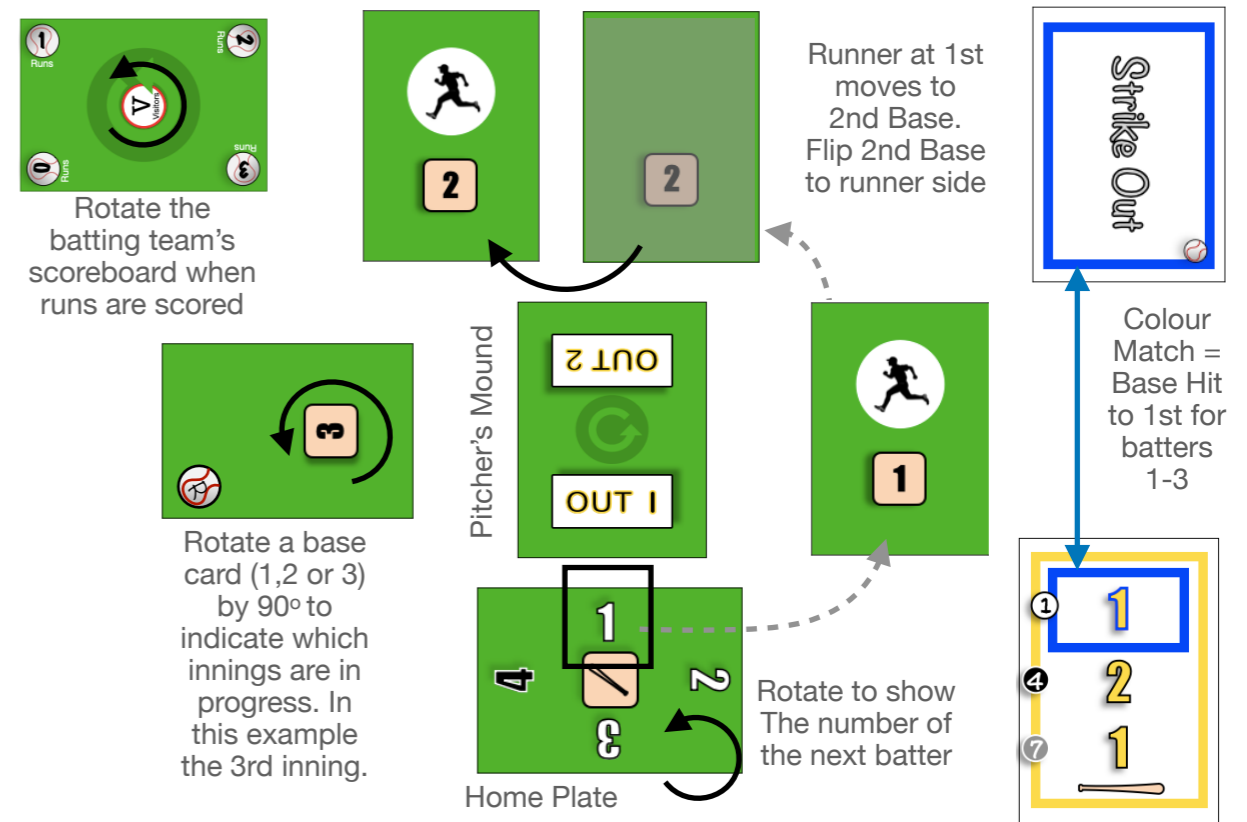 1
Runs
2
Runs
V
Visitors
0
Runs
3
Runs
Rotate the
batting team’s
scoreboard when
runs are scored
2
2
Runner at 1st
moves to
2nd Base.
Flip 2nd Base
to runner side
Strike Out
Colour
Match =
Base Hit
to 1st for
batters
1-3
3
R
Rotate a base
card (1,2 or 3)
by 90º to
indicate which
innings are in
progress. In
this example
the 3rd inning.
Pitcher’s Mound
OUT 2
OUT 1
1
1
4
2
3
Home Plate
Rotate to show
The number of
the next batter
1
1
4
2
7
1